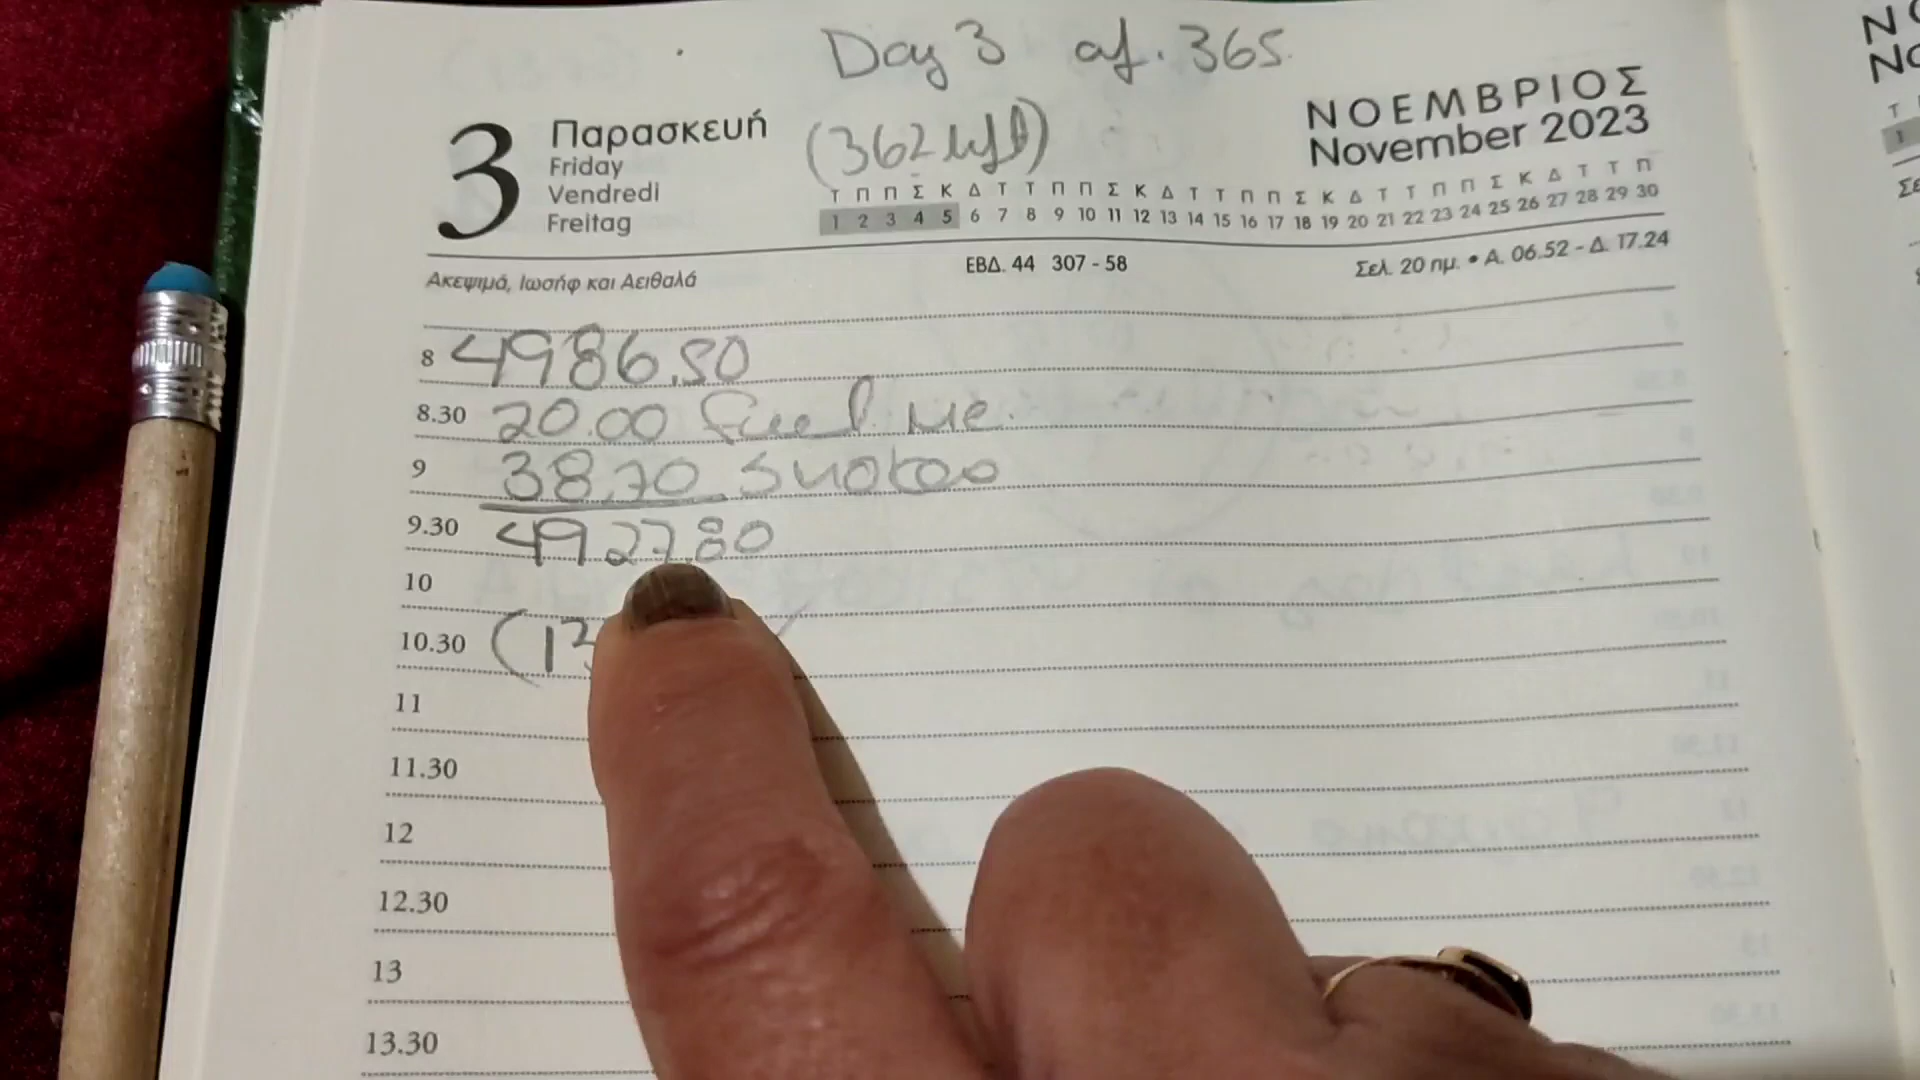 Day 3 of. 365.
3 Παρασκευή
Friday
Vendredi
Freitag
(362 left)
ΝΟΕΜΒΡΙΟΣ
November 2023
Τ Π Π Σ Κ Δ Τ Τ Π Π Σ Κ Δ Τ Τ Π Π Σ Κ Δ Τ Τ Π Π Σ Κ Δ Τ Τ Π
1 2 3 4 5 6 7 8 9 10 11 12 13 14 15 16 17 18 19 20 21 22 23 24 25 26 27 28 29 30
Ακεψιμά, Ιωσήφ και Αειθαλά
ΕΒΔ. 44 307 - 58
Σελ. 20 ημ. • Α. 06.52 - Δ. 17.24
8 4986.50
8.30 20.00 fuel me.
9 38.70
9.30 4927.80
10
10.30 (13
11
11.30
12
12.30
13
13.30